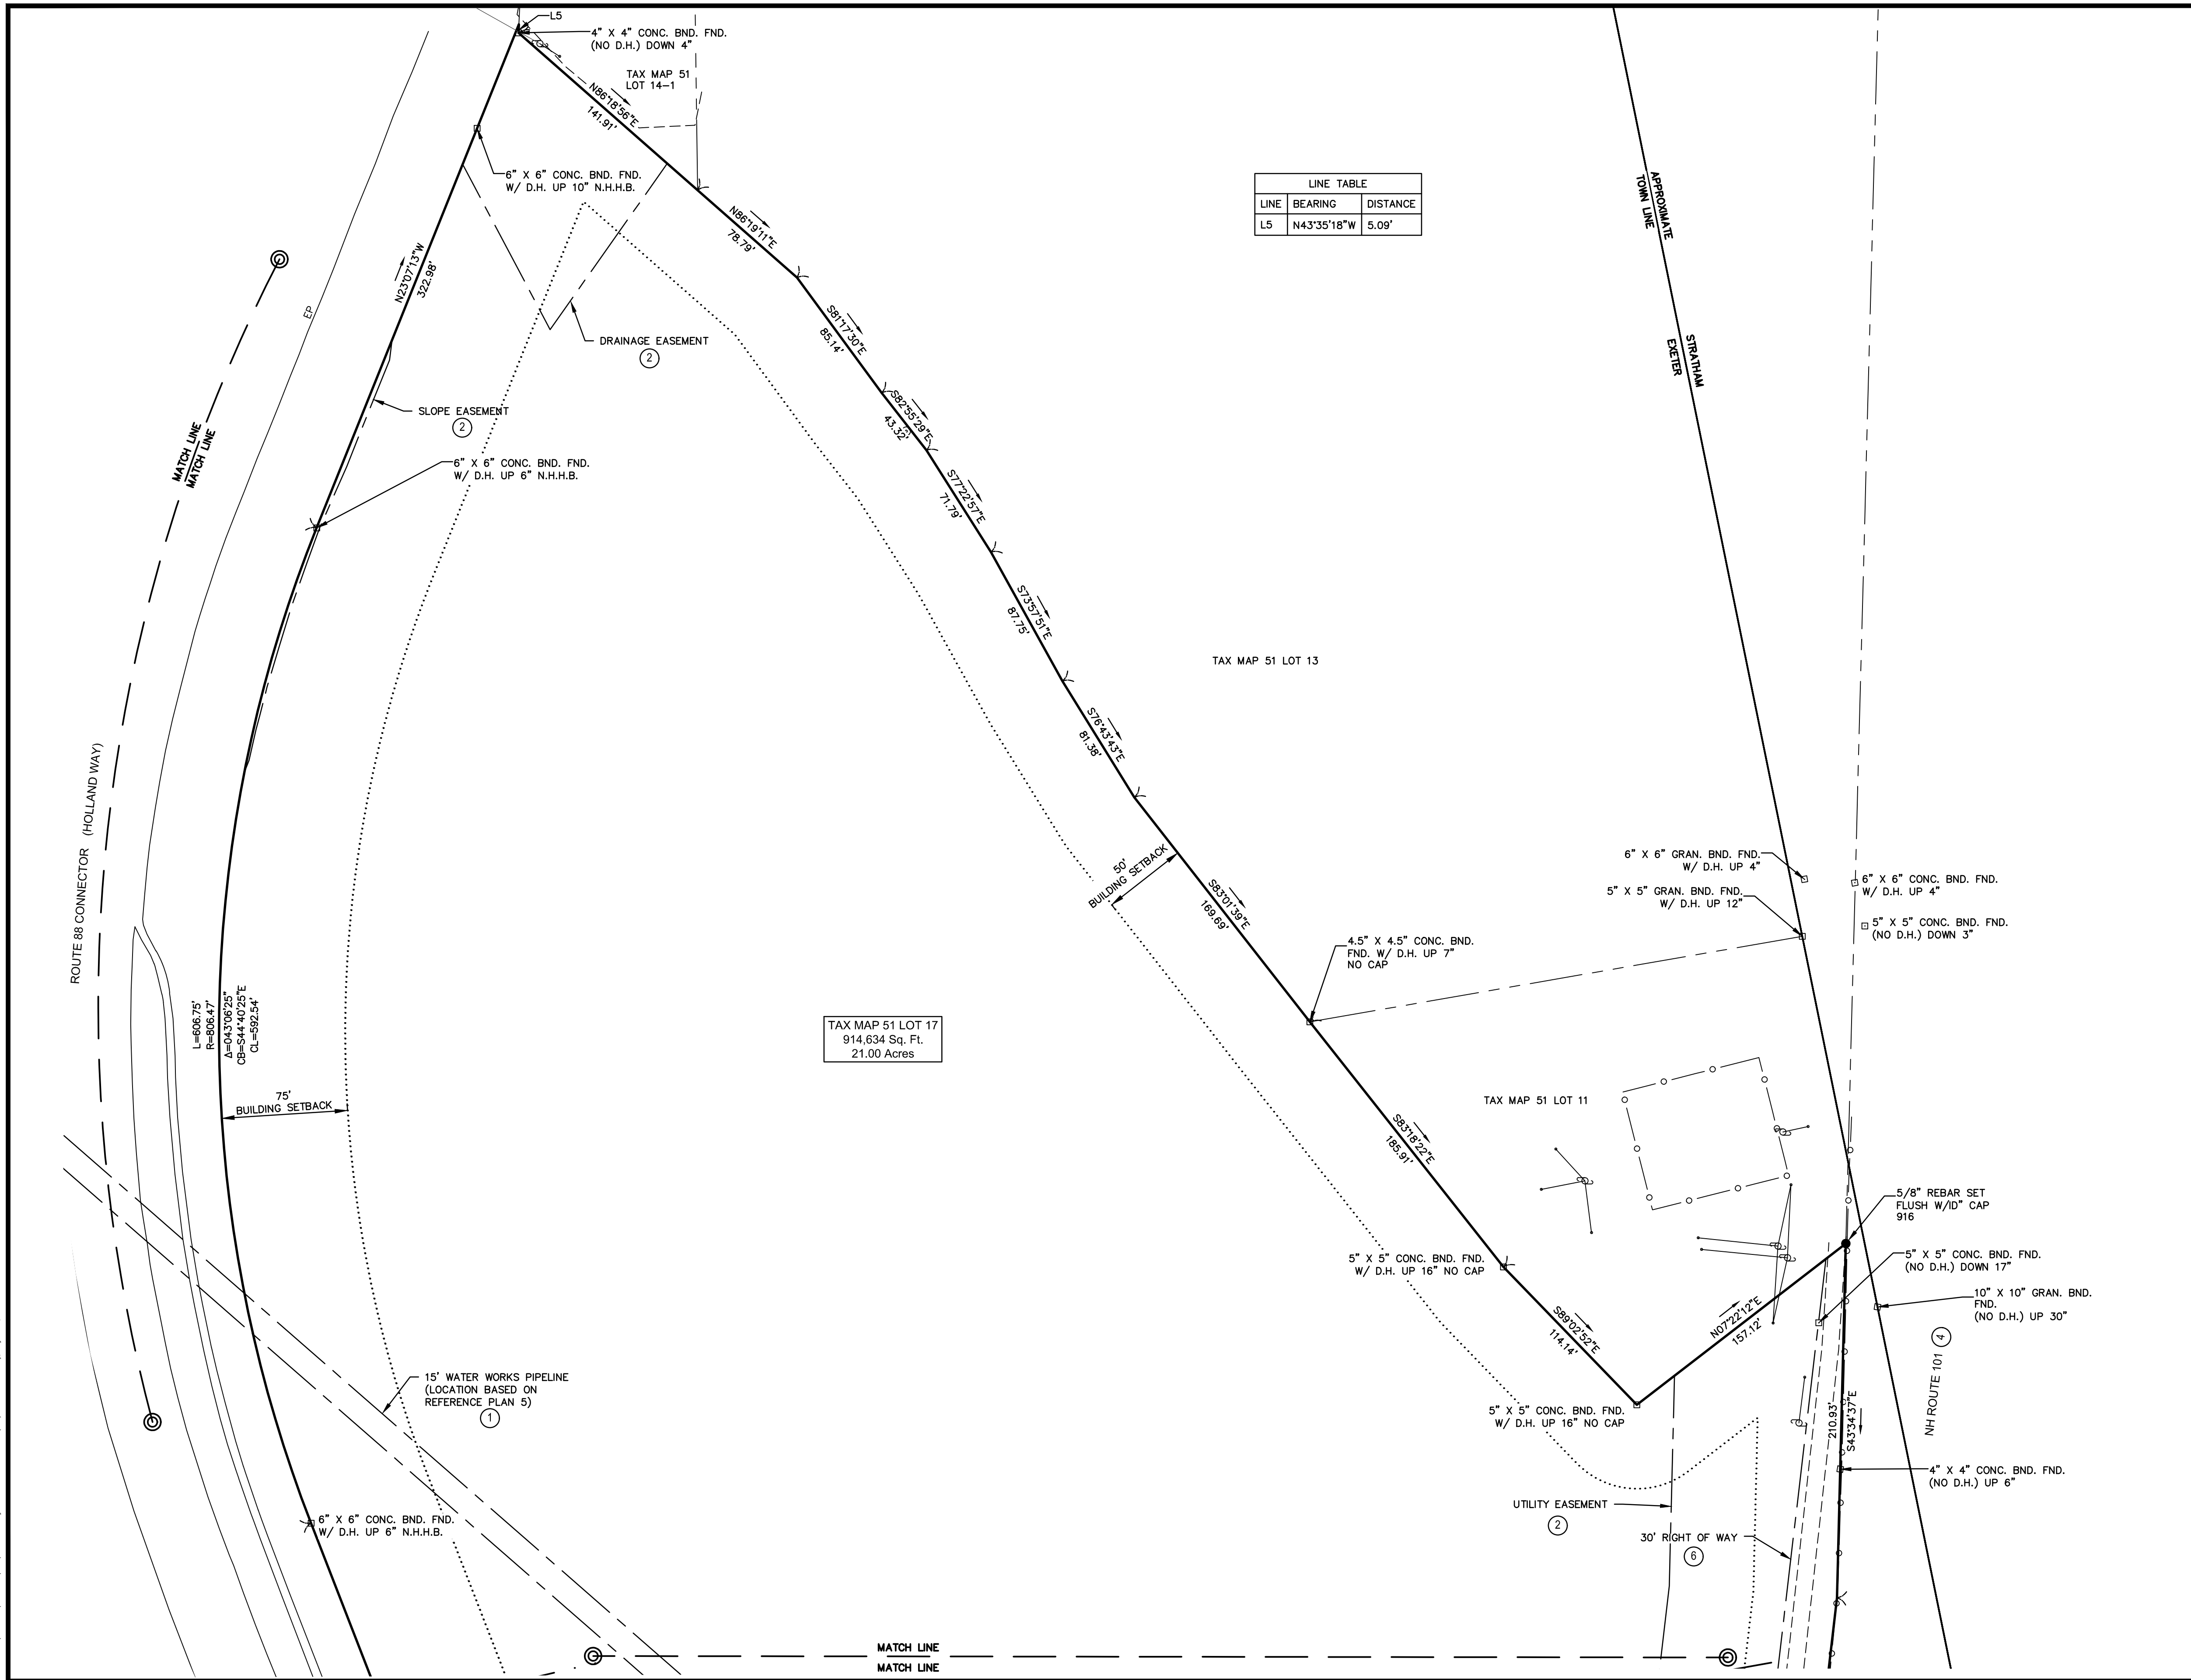 L5
4" X 4" CONC. BND. FND.
(NO D.H.) DOWN 4"
TAX MAP 51
LOT 14-1
N86°18'56"E
141.91'
6" X 6" CONC. BND. FND.
W/ D.H. UP 10" N.H.H.B.
N86°19'11"E
78.79'
LINE TABLE
LINE BEARING DISTANCE
L5 N43°35'18"W 5.09'
APPROXIMATE
TOWN LINE
N23°07'13"W
322.98'
EP
DRAINAGE EASEMENT
2
S81°17'30"E
85.14'
STRATHAM
EXETER
SLOPE EASEMENT
2
S82°55'29"E
43.32'
MATCH LINE
MATCH LINE
6" X 6" CONC. BND. FND.
W/ D.H. UP 6" N.H.H.B.
S77°22'57"E
71.79'
S73°57'51"E
87.75'
TAX MAP 51 LOT 13
S76°43'43"E
81.38'
ROUTE 88 CONNECTOR (HOLLAND WAY)
50'
BUILDING SETBACK
S83°01'39"E
169.69'
6" X 6" GRAN. BND. FND.
W/ D.H. UP 4"
5" X 5" GRAN. BND. FND.
W/ D.H. UP 12"
6" X 6" CONC. BND. FND.
W/ D.H. UP 4"
5" X 5" CONC. BND. FND.
(NO D.H.) DOWN 3"
4.5" X 4.5" CONC. BND.
FND. W/ D.H. UP 7"
NO CAP
L=606.75'
R=806.47'
Δ=043°06'25"
CB=S44°40'25"E
CL=592.54'
TAX MAP 51 LOT 17
914,634 Sq. Ft.
21.00 Acres
75'
BUILDING SETBACK
TAX MAP 51 LOT 11
S83°18'22"E
185.91'
5/8" REBAR SET
FLUSH W/ID" CAP
916
5" X 5" CONC. BND. FND.
W/ D.H. UP 16" NO CAP
5" X 5" CONC. BND. FND.
(NO D.H.) DOWN 17"
10" X 10" GRAN. BND.
FND.
(NO D.H.) UP 30"
S89°02'52"E
114.14'
N07°22'12"E
157.12'
NH ROUTE 101 4
15' WATER WORKS PIPELINE
(LOCATION BASED ON
REFERENCE PLAN 5)
1
5" X 5" CONC. BND. FND.
W/ D.H. UP 16" NO CAP
210.93'
S43°34'37"E
4" X 4" CONC. BND. FND.
(NO D.H.) UP 6"
UTILITY EASEMENT
2
6" X 6" CONC. BND. FND.
W/ D.H. UP 6" N.H.H.B.
30' RIGHT OF WAY
6
MATCH LINE
MATCH LINE